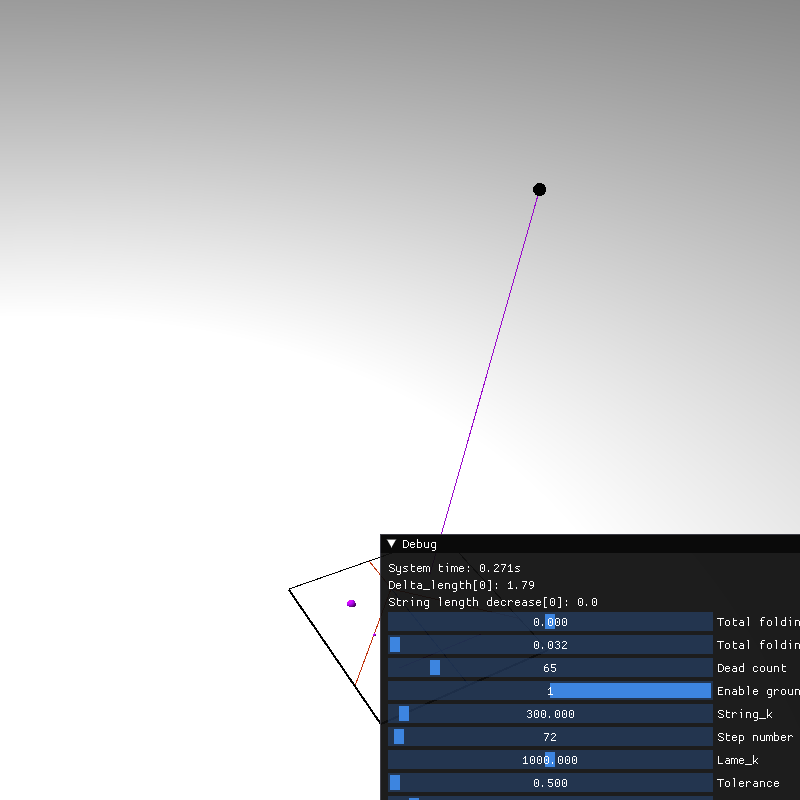 Debug
System time: 0.271s
Delta_length[0]: 1.79
String length decrease[0]: 0.0
0.000 Total foldin
0.032 Total foldin
65 Dead count
1 Enable groun
300.000 String_k
72 Step number
1000.000 Lame_k
0.500 Tolerance